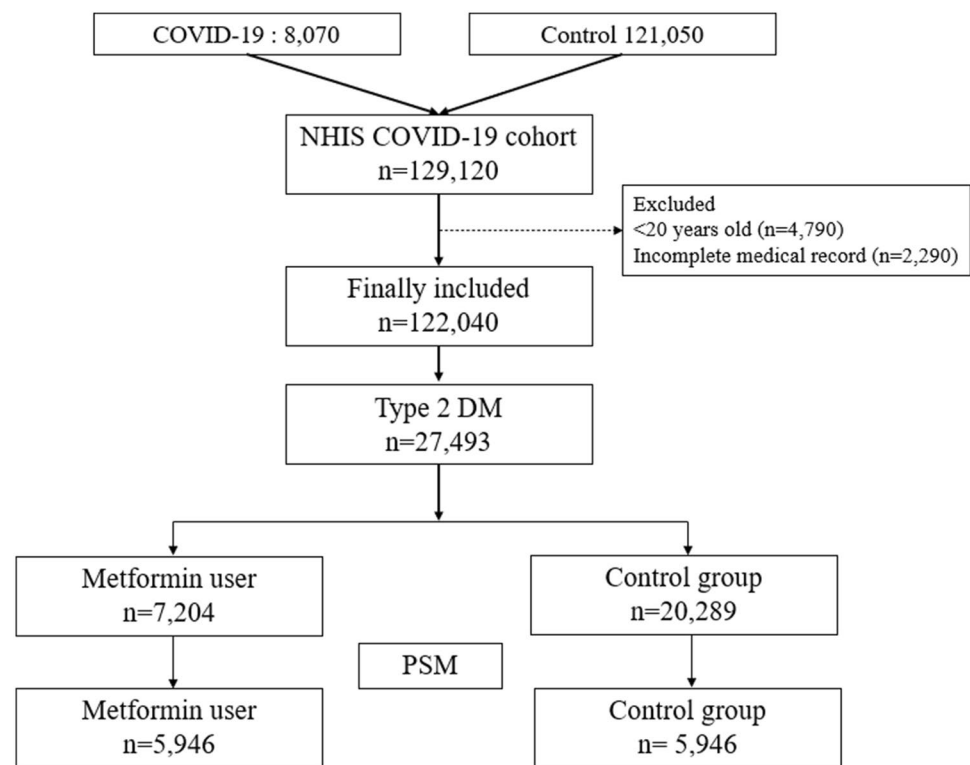 COVID-19 : 8,070
Control 121,050
NHIS COVID-19 cohort
n=129,120
Excluded
<20 years old (n=4,790)
Incomplete medical record (n=2,290)
Finally included
n=122,040
Type 2 DM
n=27,493
Metformin user
n=7,204
Control group
n=20,289
PSM
Metformin user
n=5,946
Control group
n= 5,946